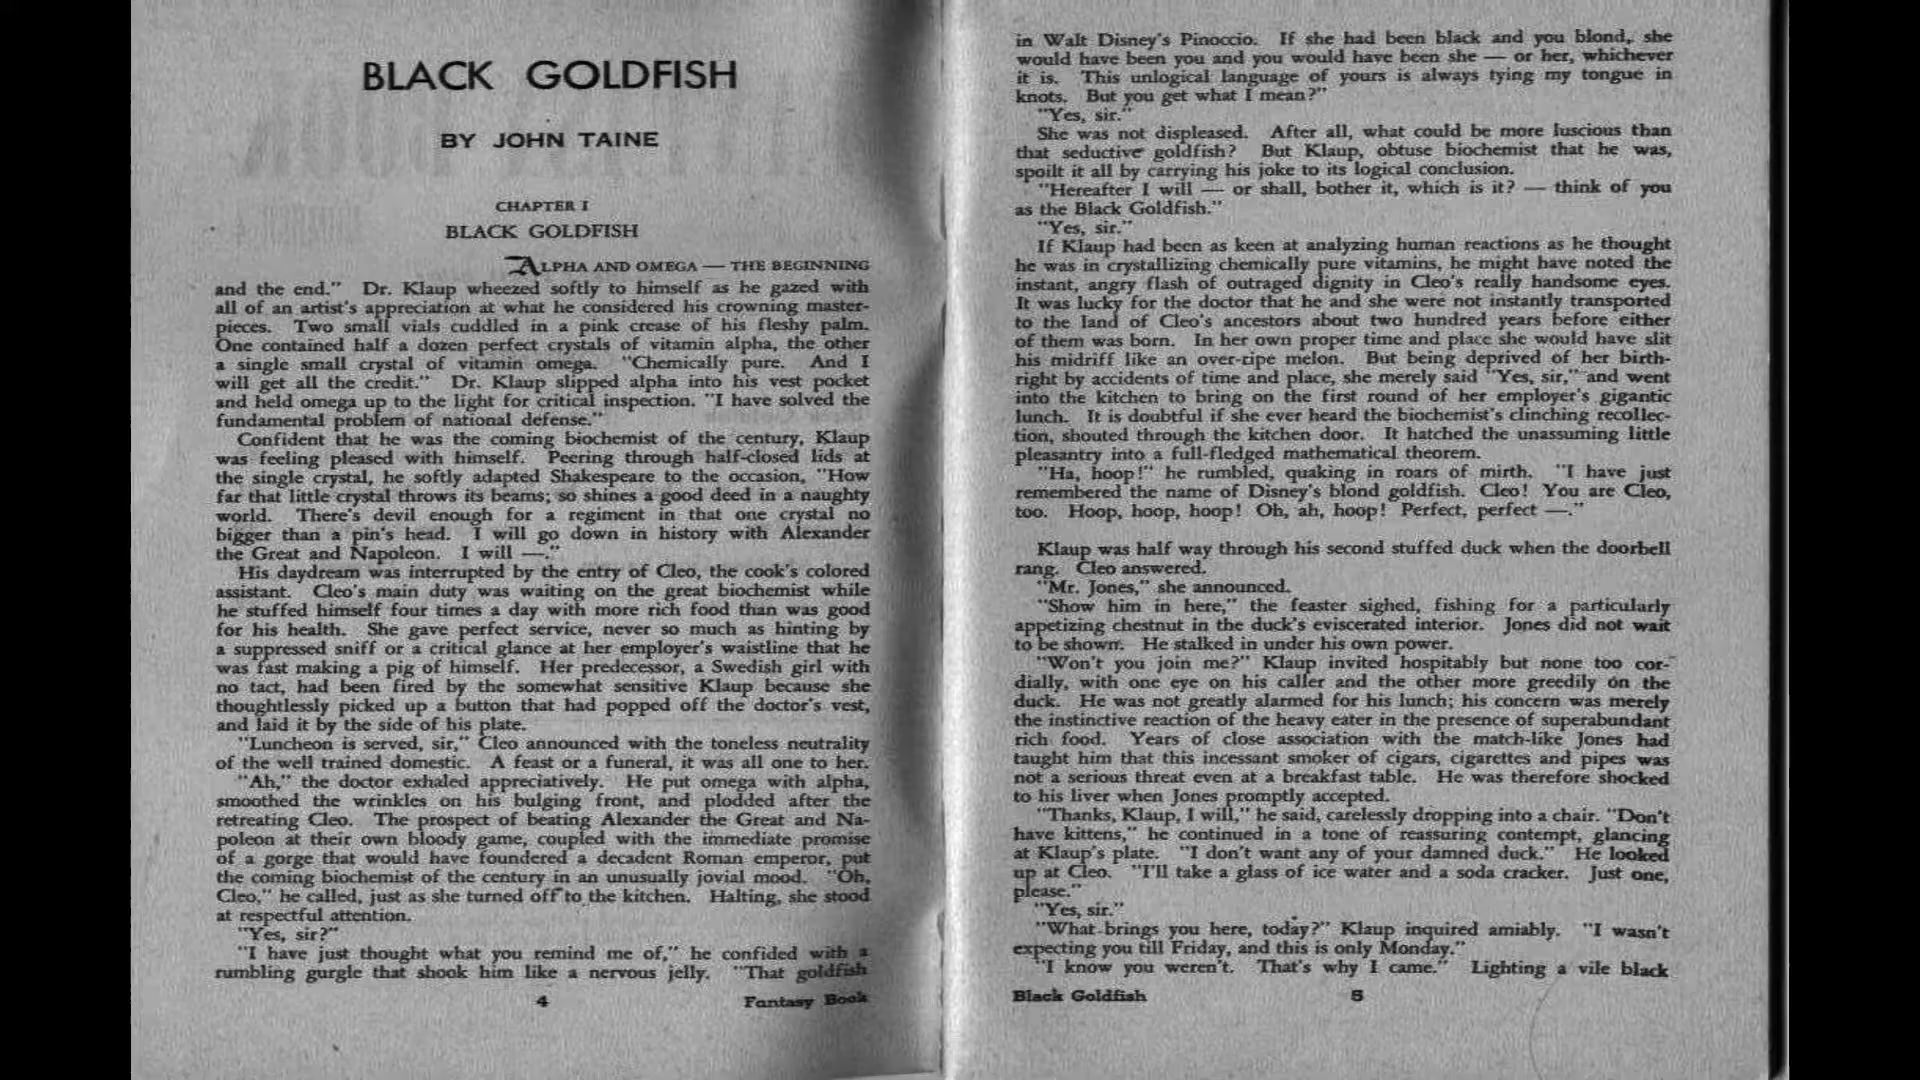 BLACK GOLDFISH
BY JOHN TAINE
CHAPTER I
BLACK GOLDFISH
ALPHA AND OMEGA — THE BEGINNING
and the end." Dr. Klaup wheezed softly to himself as he gazed with
all of an artist's appreciation at what he considered his crowning master-
pieces. Two small vials cuddled in a pink crease of his fleshy palm.
One contained half a dozen perfect crystals of vitamin alpha, the other
a single small crystal of vitamin omega. "Chemically pure. And I
will get all the credit." Dr. Klaup slipped alpha into his vest pocket
and held omega up to the light for critical inspection. "I have solved the
fundamental problem of national defense."
Confident that he was the coming biochemist of the century, Klaup
was feeling pleased with himself. Peering through half-closed lids at
the single crystal, he softly adapted Shakespeare to the occasion, "How
far that little crystal throws its beams; so shines a good deed in a naughty
world. There's devil enough for a regiment in that one crystal no
bigger than a pin's head. I will go down in history with Alexander
the Great and Napoleon. I will —."
His daydream was interrupted by the entry of Cleo, the cook's colored
assistant. Cleo's main duty was waiting on the great biochemist while
he stuffed himself four times a day with more rich food than was good
for his health. She gave perfect service, never so much as hinting by
a suppressed sniff or a critical glance at her employer's waistline that he
was fast making a pig of himself. Her predecessor, a Swedish girl with
no tact, had been fired by the somewhat sensitive Klaup because she
thoughtlessly picked up a button that had popped off the doctor's vest,
and laid it by the side of his plate.
"Luncheon is served, sir," Cleo announced with the toneless neutrality
of the well trained domestic. A feast or a funeral, it was all one to her.
"Ah," the doctor exhaled appreciatively. He put omega with alpha,
smoothed the wrinkles on his bulging front, and plodded after the
retreating Cleo. The prospect of beating Alexander the Great and Na-
poleon at their own bloody game, coupled with the immediate promise
of a gorge that would have foundered a decadent Roman emperor, put
the coming biochemist of the century in an unusually jovial mood. "Oh,
Cleo," he called, just as she turned off to the kitchen. Halting, she stood
at respectful attention.
"Yes, sir?"
"I have just thought what you remind me of," he confided with a
rumbling gurgle that shook him like a nervous jelly. "That goldfish
4 Fantasy Book
in Walt Disney's Pinoccio. If she had been black and you blond, she
would have been you and you would have been she — or her, whichever
it is. This unlogical language of yours is always tying my tongue in
knots. But you get what I mean?"
"Yes, sir."
She was not displeased. After all, what could be more luscious than
that seductive goldfish? But Klaup, obtuse biochemist that he was,
spoilt it all by carrying his joke to its logical conclusion.
"Hereafter I will — or shall, bother it, which is it? — think of you
as the Black Goldfish."
"Yes, sir."
If Klaup had been as keen at analyzing human reactions as he thought
he was in crystallizing chemically pure vitamins, he might have noted the
instant, angry flash of outraged dignity in Cleo's really handsome eyes.
It was lucky for the doctor that he and she were not instantly transported
to the land of Cleo's ancestors about two hundred years before either
of them was born. In her own proper time and place she would have slit
his midriff like an over-ripe melon. But being deprived of her birth-
right by accidents of time and place, she merely said "Yes, sir," and went
into the kitchen to bring on the first round of her employer's gigantic
lunch. It is doubtful if she ever heard the biochemist's clinching recollec-
tion, shouted through the kitchen door. It hatched the unassuming little
pleasantry into a full-fledged mathematical theorem.
"Ha, hoop!" he rumbled, quaking in roars of mirth. "I have just
remembered the name of Disney's blond goldfish. Cleo! You are Cleo,
too. Hoop, hoop, hoop! Oh, ah, hoop! Perfect, perfect —."
Klaup was half way through his second stuffed duck when the doorbell
rang. Cleo answered.
"Mr. Jones," she announced.
"Show him in here," the feaster sighed, fishing for a particularly
appetizing chestnut in the duck's eviscerated interior. Jones did not wait
to be shown. He stalked in under his own power.
"Won't you join me?" Klaup invited hospitably but none too cor-
dially, with one eye on his caller and the other more greedily on the
duck. He was not greatly alarmed for his lunch; his concern was merely
the instinctive reaction of the heavy eater in the presence of superabundant
rich food. Years of close association with the match-like Jones had
taught him that this incessant smoker of cigars, cigarettes and pipes was
not a serious threat even at a breakfast table. He was therefore shocked
to his liver when Jones promptly accepted.
"Thanks, Klaup, I will," he said, carelessly dropping into a chair. "Don't
have kittens," he continued in a tone of reassuring contempt, glancing
at Klaup's plate. "I don't want any of your damned duck." He looked
up at Cleo. "I'll take a glass of ice water and a soda cracker. Just one,
please."
"Yes, sir."
"What brings you here, today?" Klaup inquired amiably. "I wasn't
expecting you till Friday, and this is only Monday."
"I know you weren't. That's why I came." Lighting a vile black
Black Goldfish 5